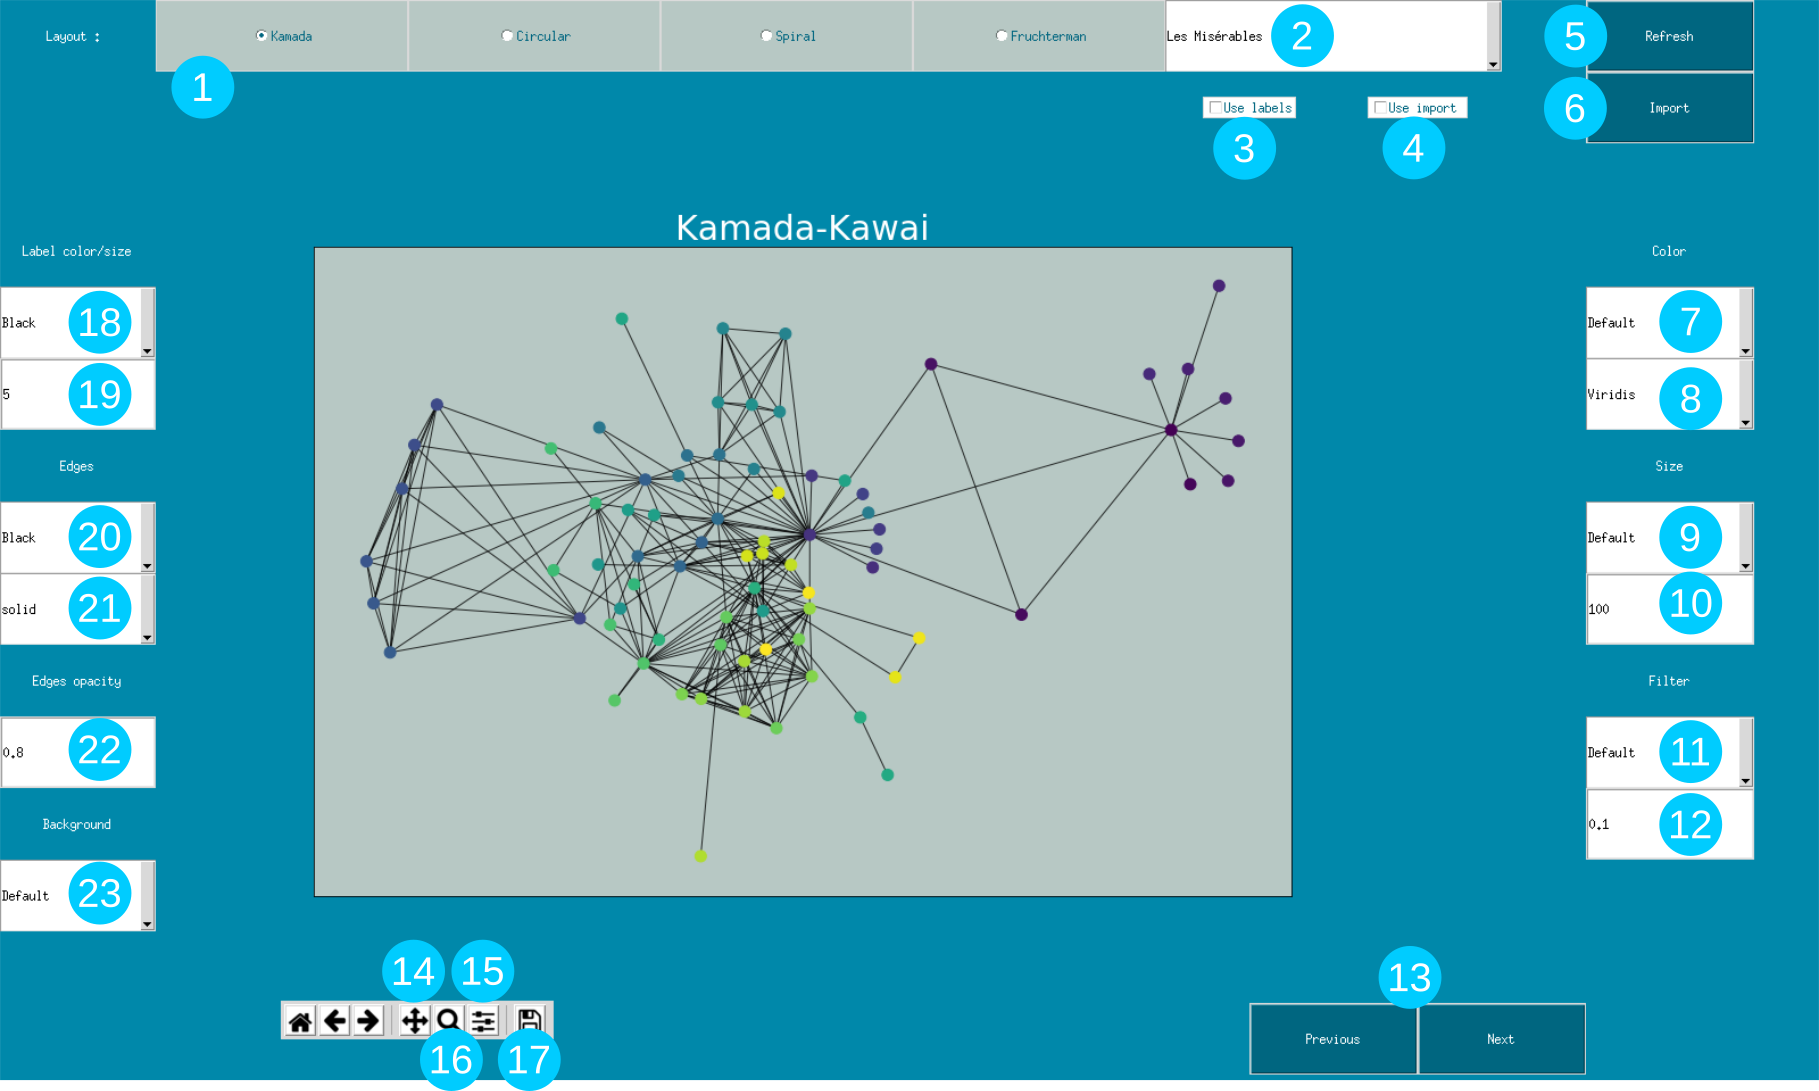 Layout :
Kamada
Circular
Spiral
Fruchterman
Les Misérables
2
5
Refresh
1
Use labels
Use import
6
Import
3
4
Kamada-Kawai
Label color/size
Color
Black
18
Default
7
5
19
Viridis
8
Edges
Size
Black
20
Default
9
solid
21
100
10
Edges opacity
Filter
0.8
22
Default
11
Background
0.1
12
Default
23
14
15
13
16
17
Previous
Next